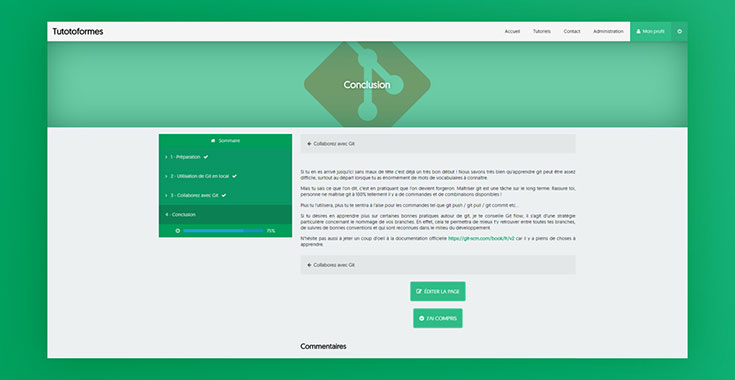 Tutotoformes
Accueil Tutoriels Contact Administration Mon profil
Conclusion
Sommaire
1 - Préparation
2 - Utilisation de Git en local
3 - Collaborez avec Git
4 - Conclusion
75%
Collaborez avec Git
Si tu en es arrivé jusqu'ici sans maux de tête c'est déjà un très bon début ! Nous savons très bien qu'apprendre git peut être assez
difficile, surtout au départ lorsque tu as énormément de mots de vocabulaires à connaître.
Mais tu sais ce que l'on dit, c'est en pratiquant que l'on devient forgeron. Maîtriser git est une tâche sur le long terme. Rassure toi,
personne ne maîtrise git à 100% tellement il y a de commandes et de combinaisons disponibles !
Plus tu l'utilisera, plus tu te sentira à l'aise pour les commandes tel que git push / git pull / git commit etc...
Si tu désires en apprendre plus sur certaines bonnes pratiques autour de git, je te conseille Git flow, il s'agit d'une stratégie
particulière concernant le nommage de vos branches. En effet, cela te permettra de mieux t'y retrouver entre toutes tes branches,
de suivres de bonnes conventions et qui sont reconnues dans le milieu du développement.
N'hésite pas aussi à jeter un coup d'oeil à la documentation officielle https://git-scm.com/book/fr/v2 car il y a pleins de choses à
apprendre.
Collaborez avec Git
ÉDITER LA PAGE
J'AI COMPRIS
Commentaires